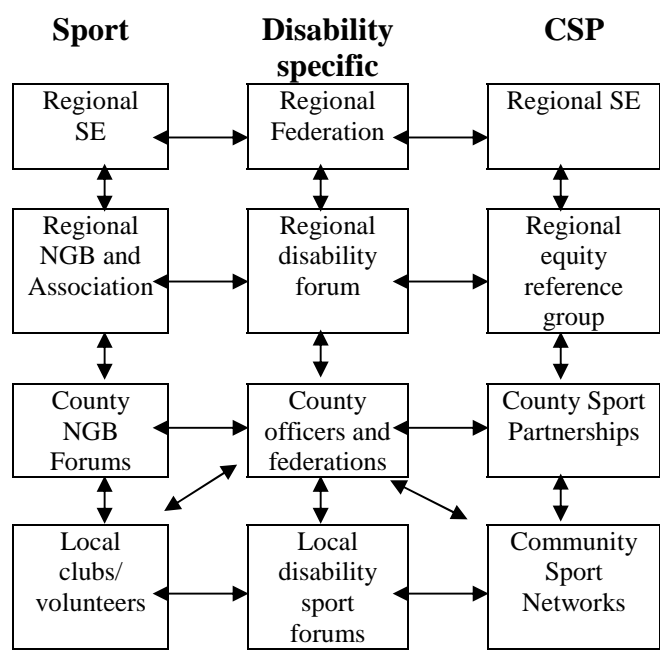 Sport
Disability
specific
CSP
Regional
SE
Regional
Federation
Regional SE
Regional
NGB and
Association
Regional
disability
forum
Regional
equity
reference
group
County
NGB
Forums
County
officers and
federations
County Sport
Partnerships
Local
clubs/
volunteers
Local
disability
sport
forums
Community
Sport
Networks